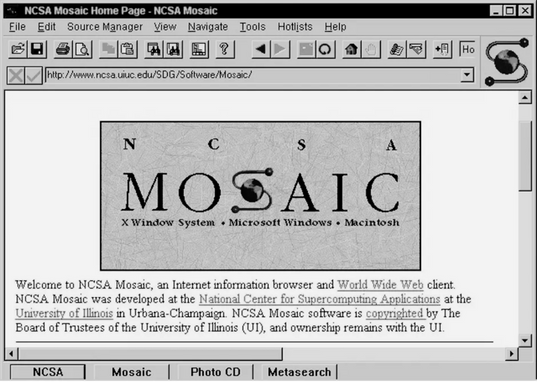 NCSA Mosaic Home Page - NCSA Mosaic
File Edit Source Manager View Navigate Tools Hotlists Help
Ho
http://www.ncsa.uiuc.edu/SDG/Software/Mosaic/
N C S A
MOSAIC
X Window System • Microsoft Windows • Macintosh
Welcome to NCSA Mosaic, an Internet information browser and World Wide Web client.
NCSA Mosaic was developed at the National Center for Supercomputing Applications at the
University of Illinois in Urbana-Champaign. NCSA Mosaic software is copyrighted by The
Board of Trustees of the University of Illinois (UI), and ownership remains with the UI.
NCSA Mosaic Photo CD Metasearch